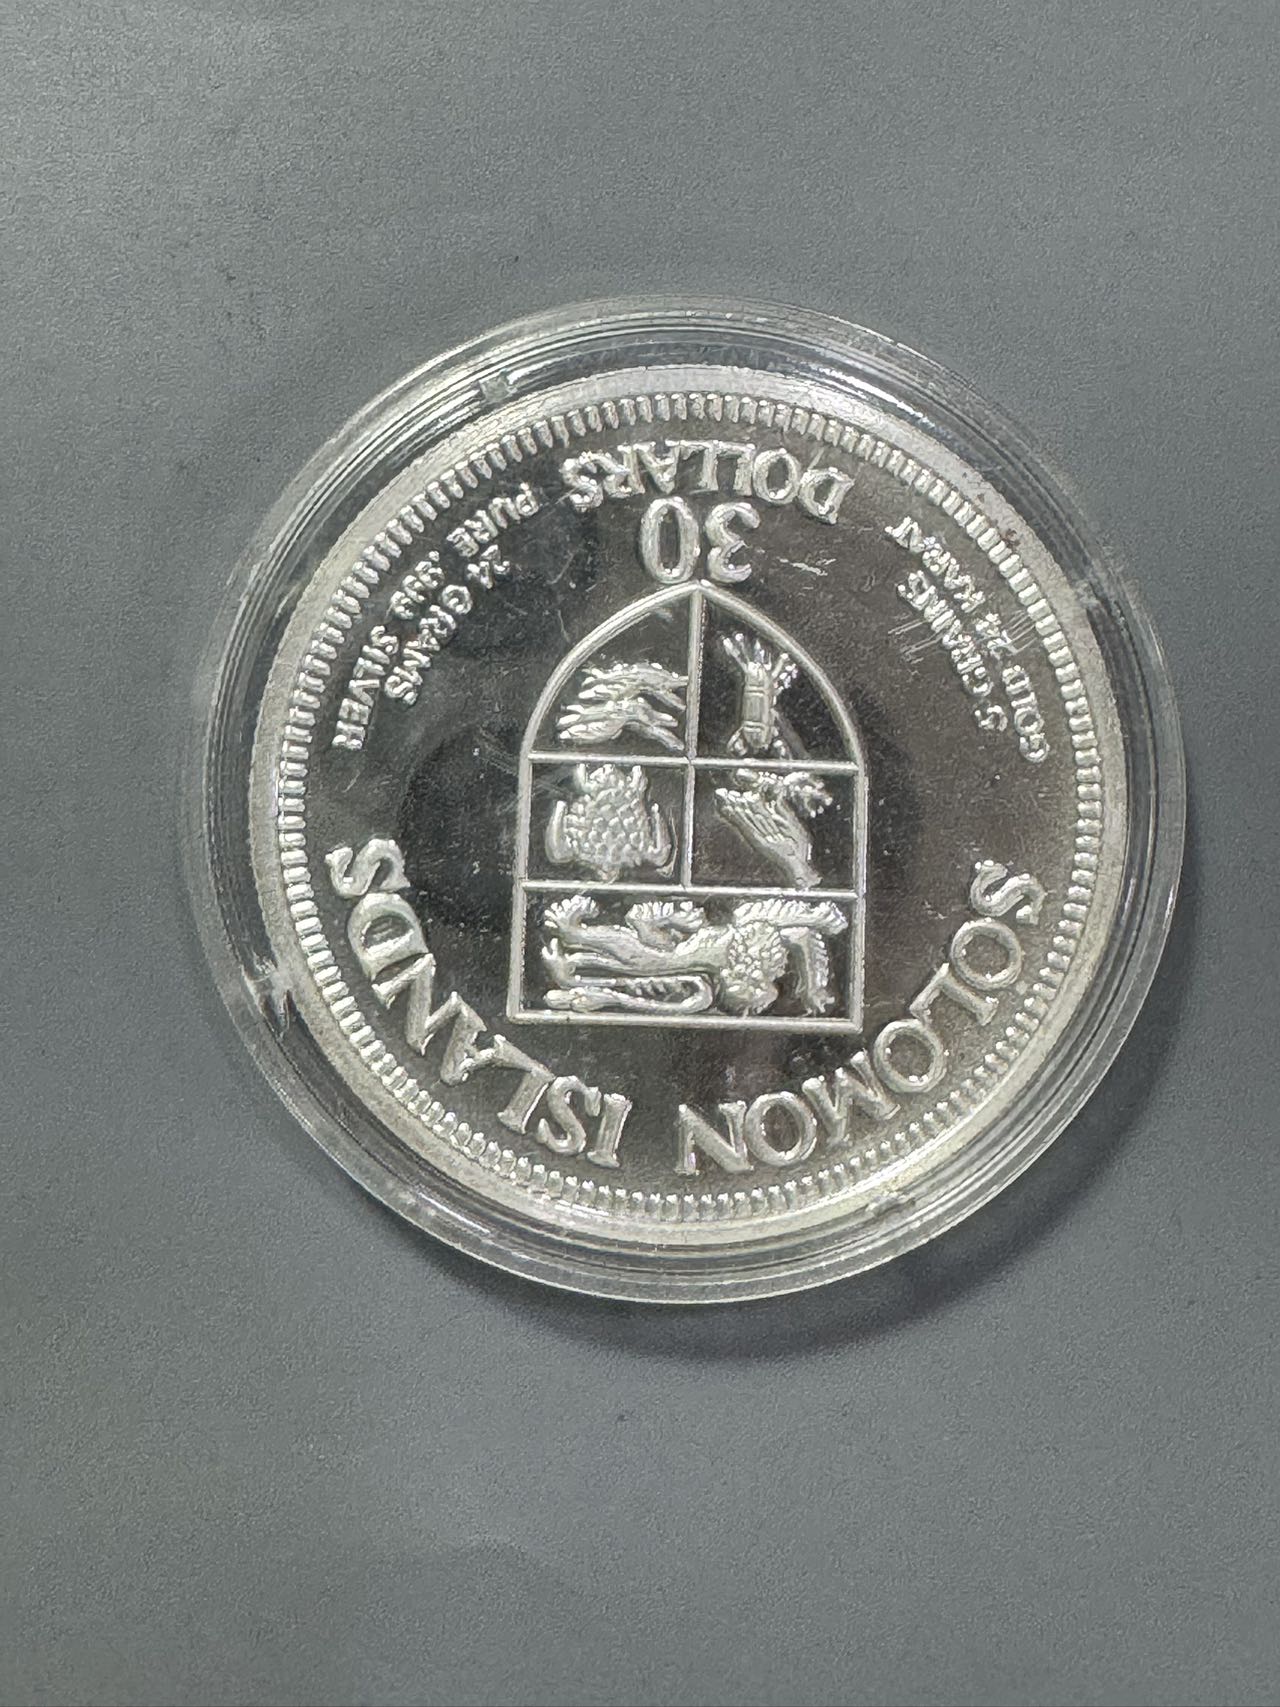 SOLOMON ISLANDS
5 GRAINS
GOLD 24 KARAT
24 GRAMS
PURE .999 SILVER
30
DOLLARS